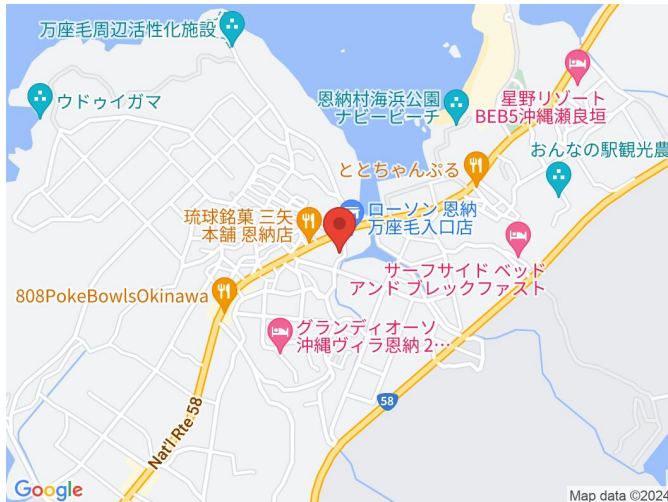 万座毛周辺活性化施設
ウドゥイガマ
恩納村海浜公園
ナビービーチ
星野リゾート
BEB5沖縄瀬良垣
ととちゃんぷる
おんなの駅観光農
琉球銘菓 三矢
本舗 恩納店
ローソン 恩納
万座毛入口店
サーフサイド ベッド
アンド ブレックファスト
808PokeBowlsOkinawa
グランディオーソ
沖縄ヴィラ恩納 2…
58
Nat'l Rte 58
Google
Map data ©2024